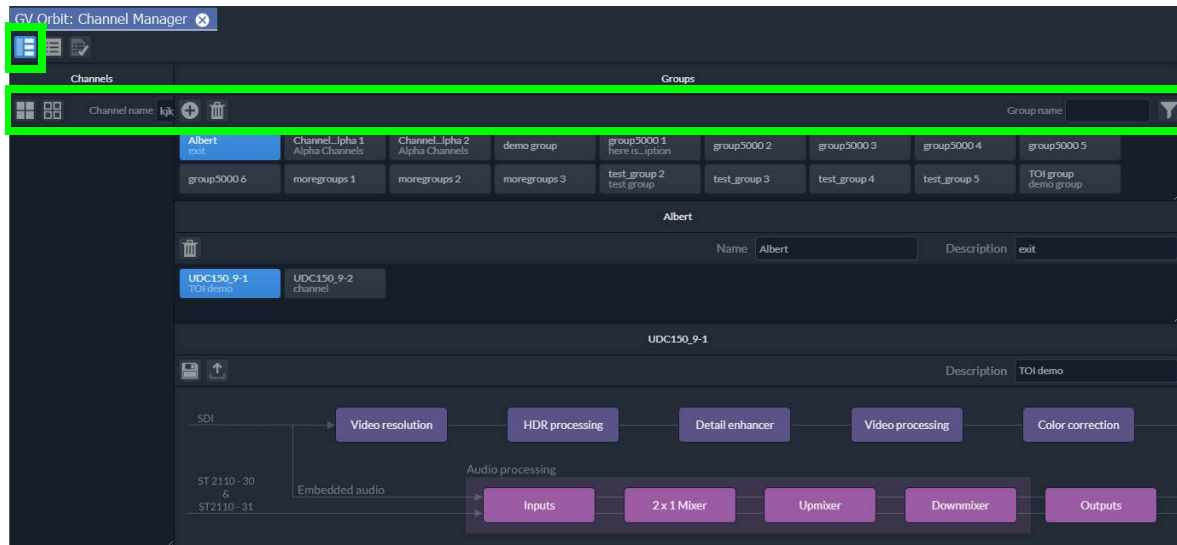 GV Orbit: Channel Manager
Channels
Groups
Channel name kjk
Group name
Albert
exit
Channel...lpha 1
Alpha Channels
Channel...lpha 2
Alpha Channels
demo group
group5000 1
here is...iption
group5000 2
group5000 3
group5000 4
group5000 5
group5000 6
moregroups 1
moregroups 2
moregroups 3
test_group 2
test group
test_group 3
test_group 4
test_group 5
TOI group
demo group
Albert
Name Albert
Description exit
UDC150_9-1
TOI demo
UDC150_9-2
channel
UDC150_9-1
Description TOI demo
SDI
Video resolution
HDR processing
Detail enhancer
Video processing
Color correction
Audio processing
ST 2110 - 30
&
ST2110 - 31
Embedded audio
Inputs
2 x 1 Mixer
Upmixer
Downmixer
Outputs